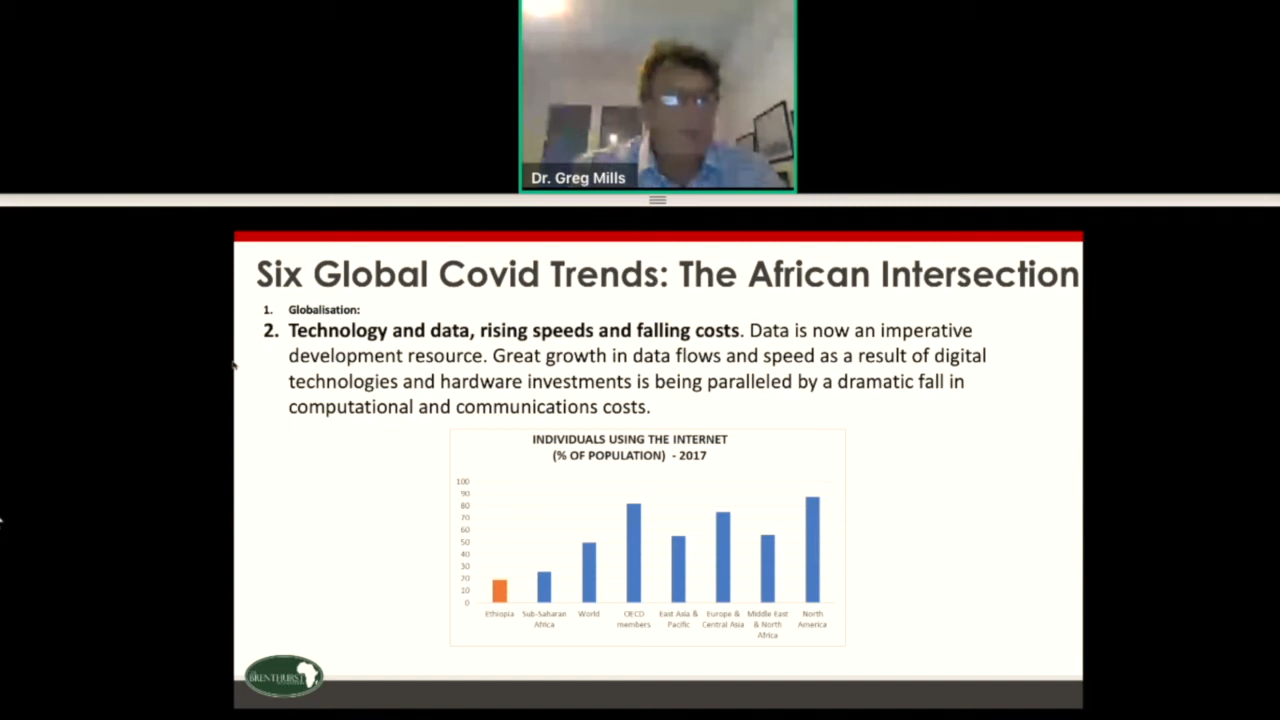 Dr. Greg Mills
Six Global Covid Trends: The African Intersection
1. Globalisation:
2. Technology and data, rising speeds and falling costs. Data is now an imperative
development resource. Great growth in data flows and speed as a result of digital
technologies and hardware investments is being paralleled by a dramatic fall in
computational and communications costs.
INDIVIDUALS USING THE INTERNET
(% OF POPULATION) - 2017
100
90
80
70
60
50
40
30
20
10
0
Ethiopia
Sub-Saharan
Africa
World
OECD
members
East Asia &
Pacific
Europe &
Central Asia
Middle East
& North
Africa
North
America
BRENTHURST